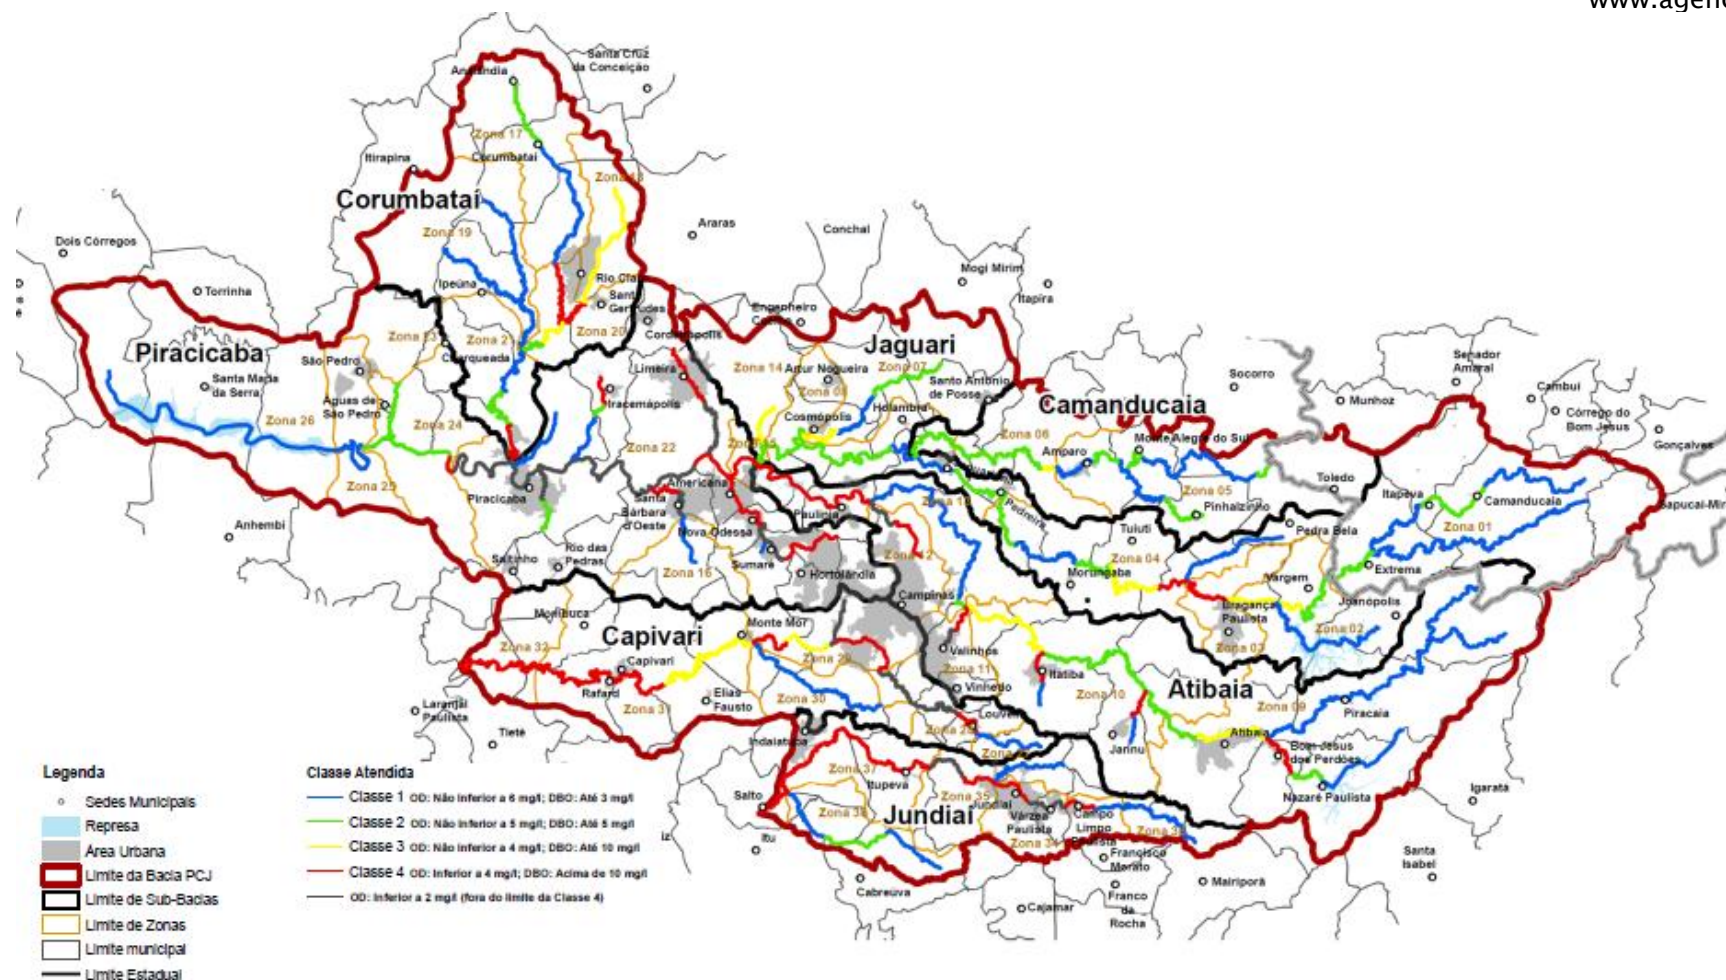 www.agen
Santa Cruz
da Conceição
Analândia
Zona 17
Corumbataí
Itirapina
Zona 18
Corumbataí
Araras
Conchal
Zona 19
Dois Córregos
Mogi Mirim
Ipeúna
Rio Claro
Itapira
Torrinha
Santa
Gertrudes
Engenheiro
Zona 20
Cordeirópolis
Zona 23
Zona 21
Piracicaba
São Pedro
Charqueada
Jaguari
Limeira
Zona 14
Artur Nogueira
Zona 07
Senador
Amaral
Santa Maria
da Serra
Zona 08
Santo Antônio
de Posse
Socorro
Cambuí
Munhoz
Águas de
São Pedro
Iracemápolis
Cosmópolis
Holambra
Camanducaia
Córrego do
Bom Jesus
Zona 26
Zona 24
Zona 06
Monte Alegre do Sul
Gonçalves
Zona 22
Amparo
Toledo
Zona 25
Piracicaba
Americana
Zona 05
Itapeva
Camanducaia
Santa
Bárbara
d'Oeste
Paulínia
Pedreira
Pinhalzinho
Sapucaí-Mir
Anhembi
Nova Odessa
Tuiuti
Pedra Bela
Zona 01
Saltinho
Rio das
Pedras
Zona 16
Sumaré
Hortolândia
Zona 12
Zona 04
Morungaba
Vargem
Extrema
Campinas
Joanópolis
Mombuca
Capivari
Monte Mor
Bragança
Paulista
Zona 02
Zona 32
Valinhos
Zona 03
Capivari
Zona 29
Zona 11
Itatiba
Rafard
Elias
Fausto
Zona 30
Vinhedo
Zona 10
Atibaia
Zona 09
Laranjal
Paulista
Zona 31
Louveira
Piracaia
Tietê
Indaiatuba
Jarinu
Atibaia
Bom Jesus
dos Perdões
Zona 37
Itupeva
Salto
Zona 35
Jundiaí
Nazaré Paulista
Igaratá
Jundiaí
Várzea
Paulista
Campo
Limpo
Paulista
Itu
Zona 34
Francisco
Morato
Santa
Isabel
Cabreúva
Mairiporã
Franco
da
Rocha
Cajamar
Legenda
Sedes Municipais
Represa
Área Urbana
Limite da Bacia PCJ
Limite de Sub-Bacias
Limite de Zonas
Limite municipal
Limite Estadual
Classe Atendida
Classe 1 OD: Não Inferior a 6 mg/l; DBO: Até 3 mg/l
Classe 2 OD: Não Inferior a 5 mg/l; DBO: Até 5 mg/l
Classe 3 OD: Não Inferior a 4 mg/l; DBO: Até 10 mg/l
Classe 4 OD: Inferior a 4 mg/l; DBO: Acima de 10 mg/l
OD: Inferior a 2 mg/l (fora do limite da Classe 4)